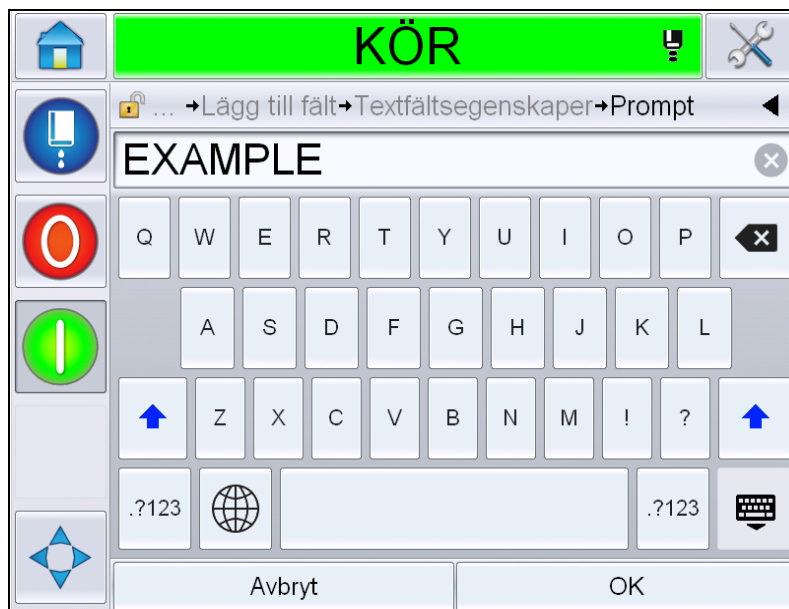 KÖR
... →Lägg till fält→Textfältsegenskaper→Prompt
EXAMPLE
Q W E R T Y U I O P
A S D F G H J K L
Z X C V B N M ! ?
.?123 .?123
Avbryt OK